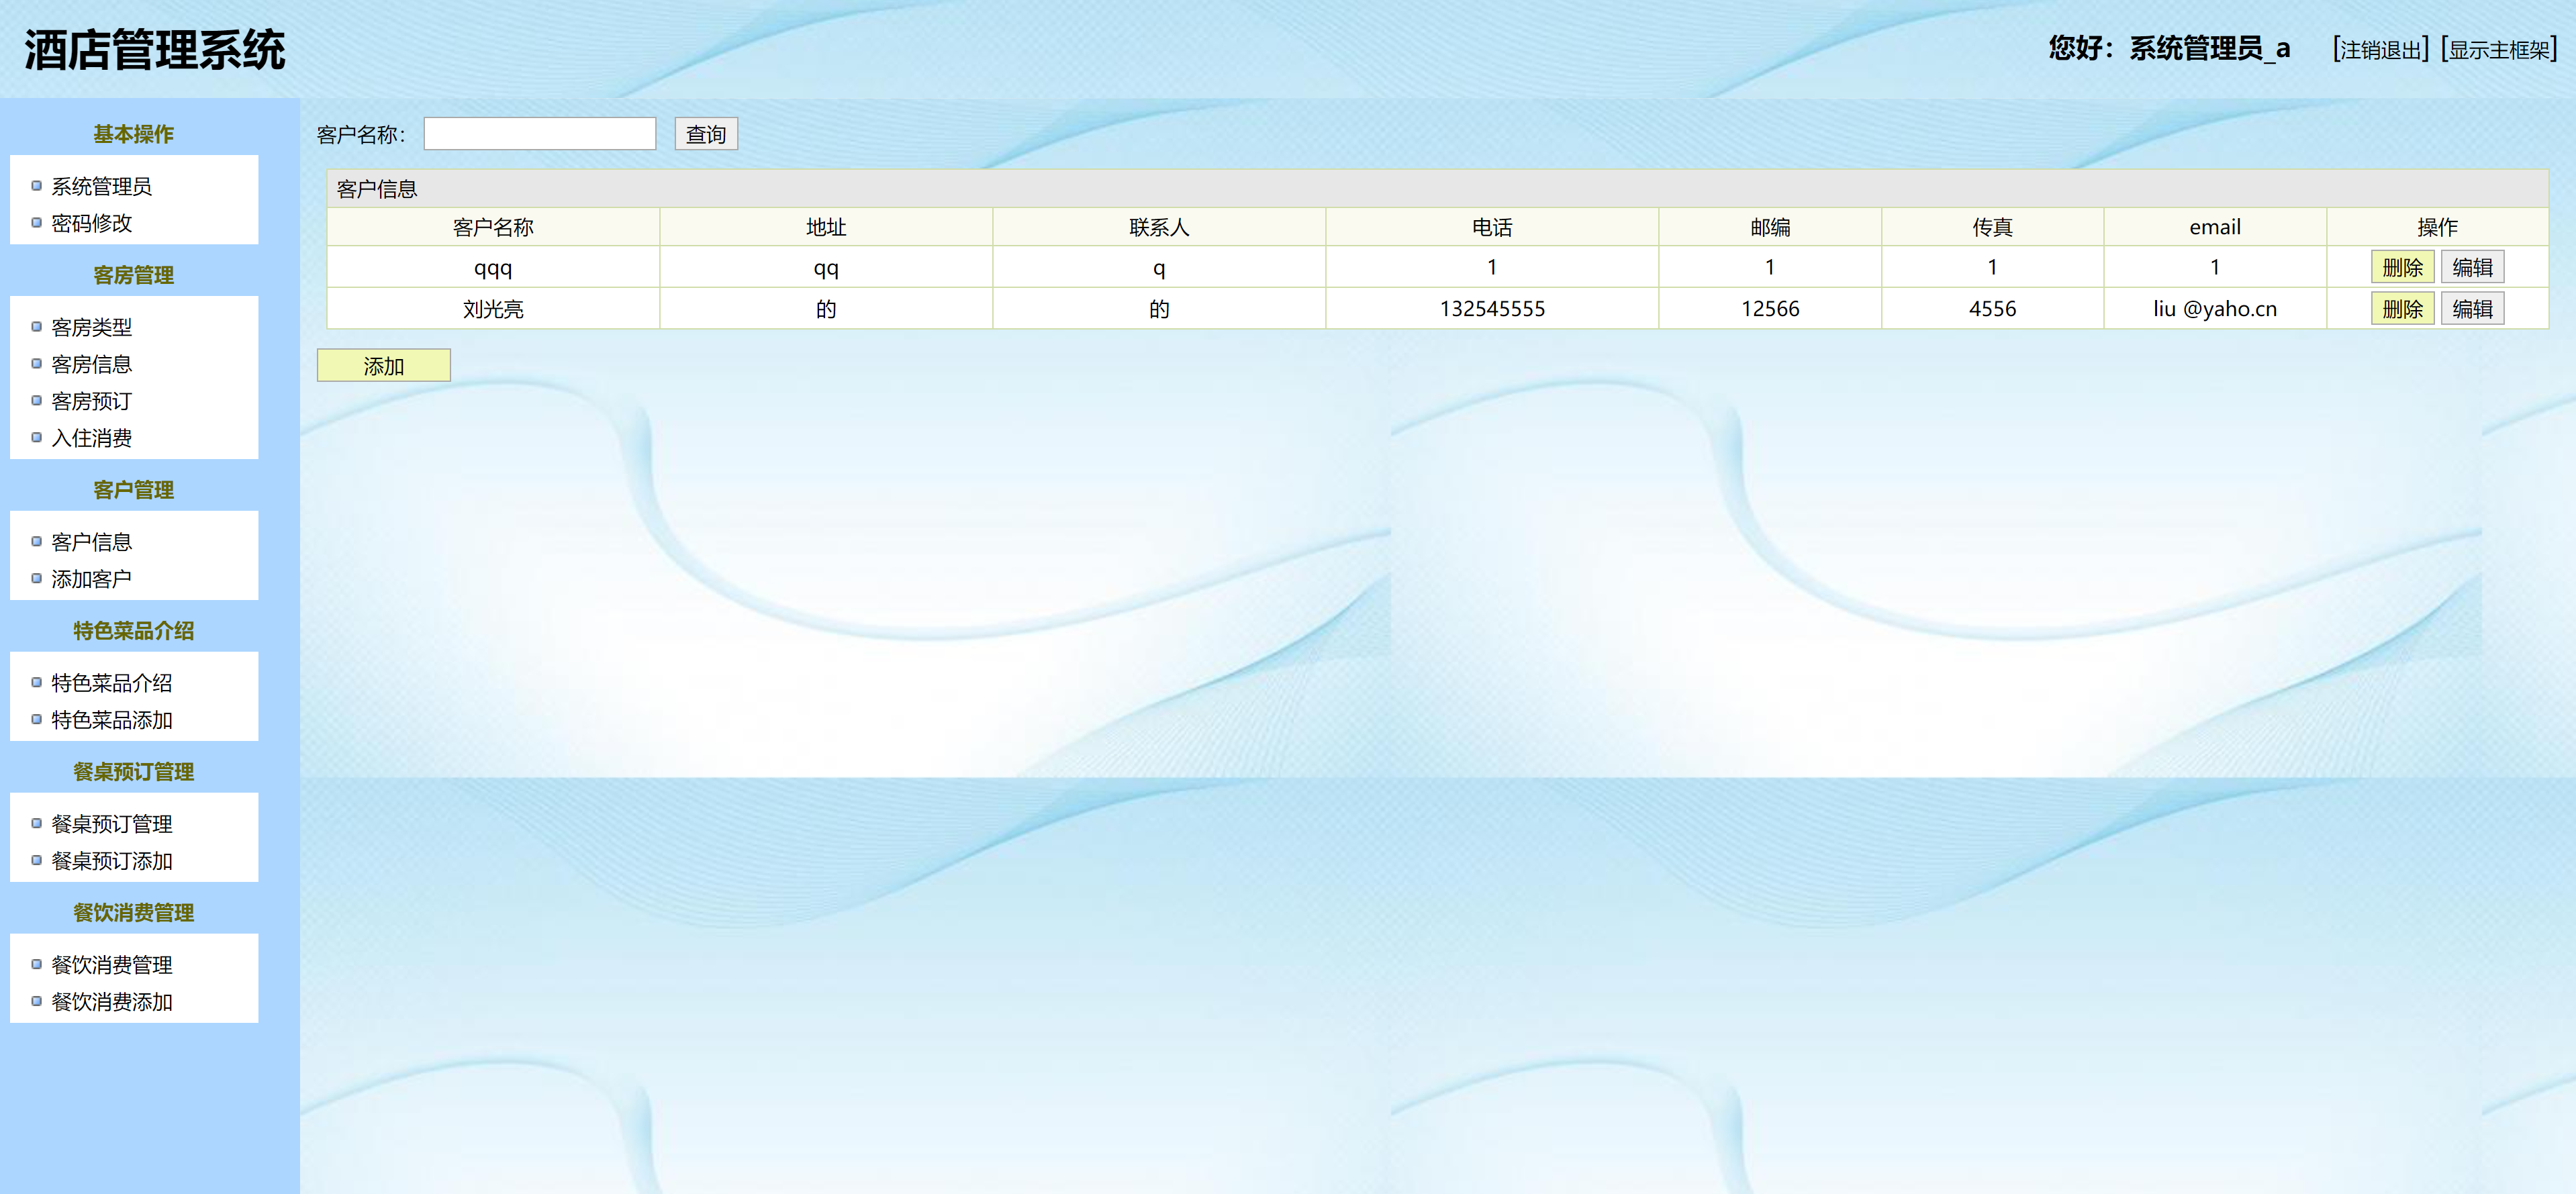 酒店管理系统
您好：系统管理员_a [注销退出] [显示主框架]
基本操作
系统管理员
密码修改
客房管理
客房类型
客房信息
客房预订
入住消费
客户管理
客户信息
添加客户
特色菜品介绍
特色菜品介绍
特色菜品添加
餐桌预订管理
餐桌预订管理
餐桌预订添加
餐饮消费管理
餐饮消费管理
餐饮消费添加
客户名称： 查询
客户信息
客户名称 地址 联系人 电话 邮编 传真 email 操作
qqq qq q 1 1 1 1 删除 编辑
刘光亮 的 的 132545555 12566 4556 liu @yaho.cn 删除 编辑
添加